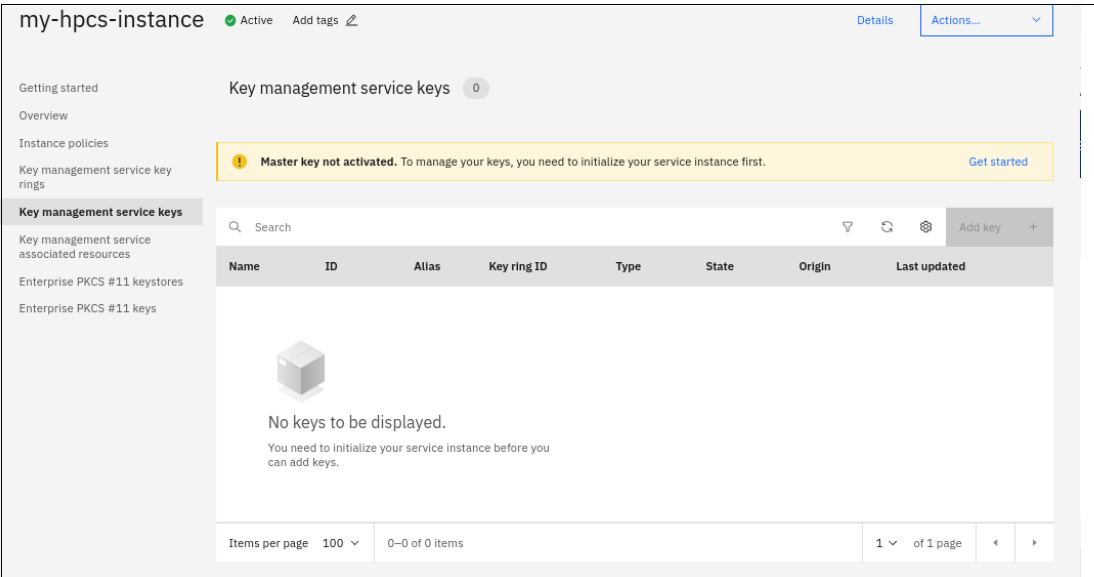 my-hpcs-instance Active Add tags Details Actions...
Getting started
Overview
Instance policies
Key management service key
rings
Key management service keys
Key management service
associated resources
Enterprise PKCS #11 keystores
Enterprise PKCS #11 keys
Key management service keys 0
Master key not activated. To manage your keys, you need to initialize your service instance first. Get started
Search Add key +
Name ID Alias Key ring ID Type State Origin Last updated
No keys to be displayed.
You need to initialize your service instance before you
can add keys.
Items per page 100 0–0 of 0 items 1 of 1 page